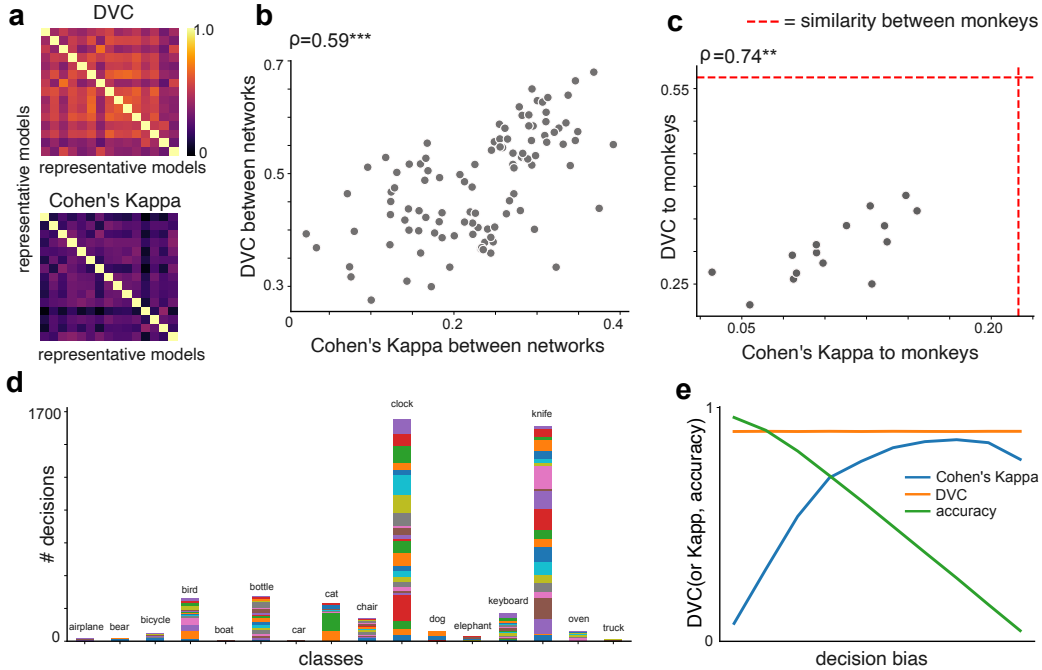 a
DVC
1.0
0
representative models
representative models
Cohen's Kappa
representative models
b
ρ=0.59***
0.7
0.5
0.3
DVC between networks
0
0.2
0.4
Cohen's Kappa between networks
c
= similarity between monkeys
ρ=0.74**
0.55
0.25
DVC to monkeys
0.05
0.20
Cohen's Kappa to monkeys
d
1700
0
# decisions
airplane
bear
bicycle
bird
boat
bottle
car
cat
chair
clock
dog
elephant
keyboard
knife
oven
truck
classes
e
1
0
DVC(or Kapp, accuracy)
Cohen's Kappa
DVC
accuracy
decision bias